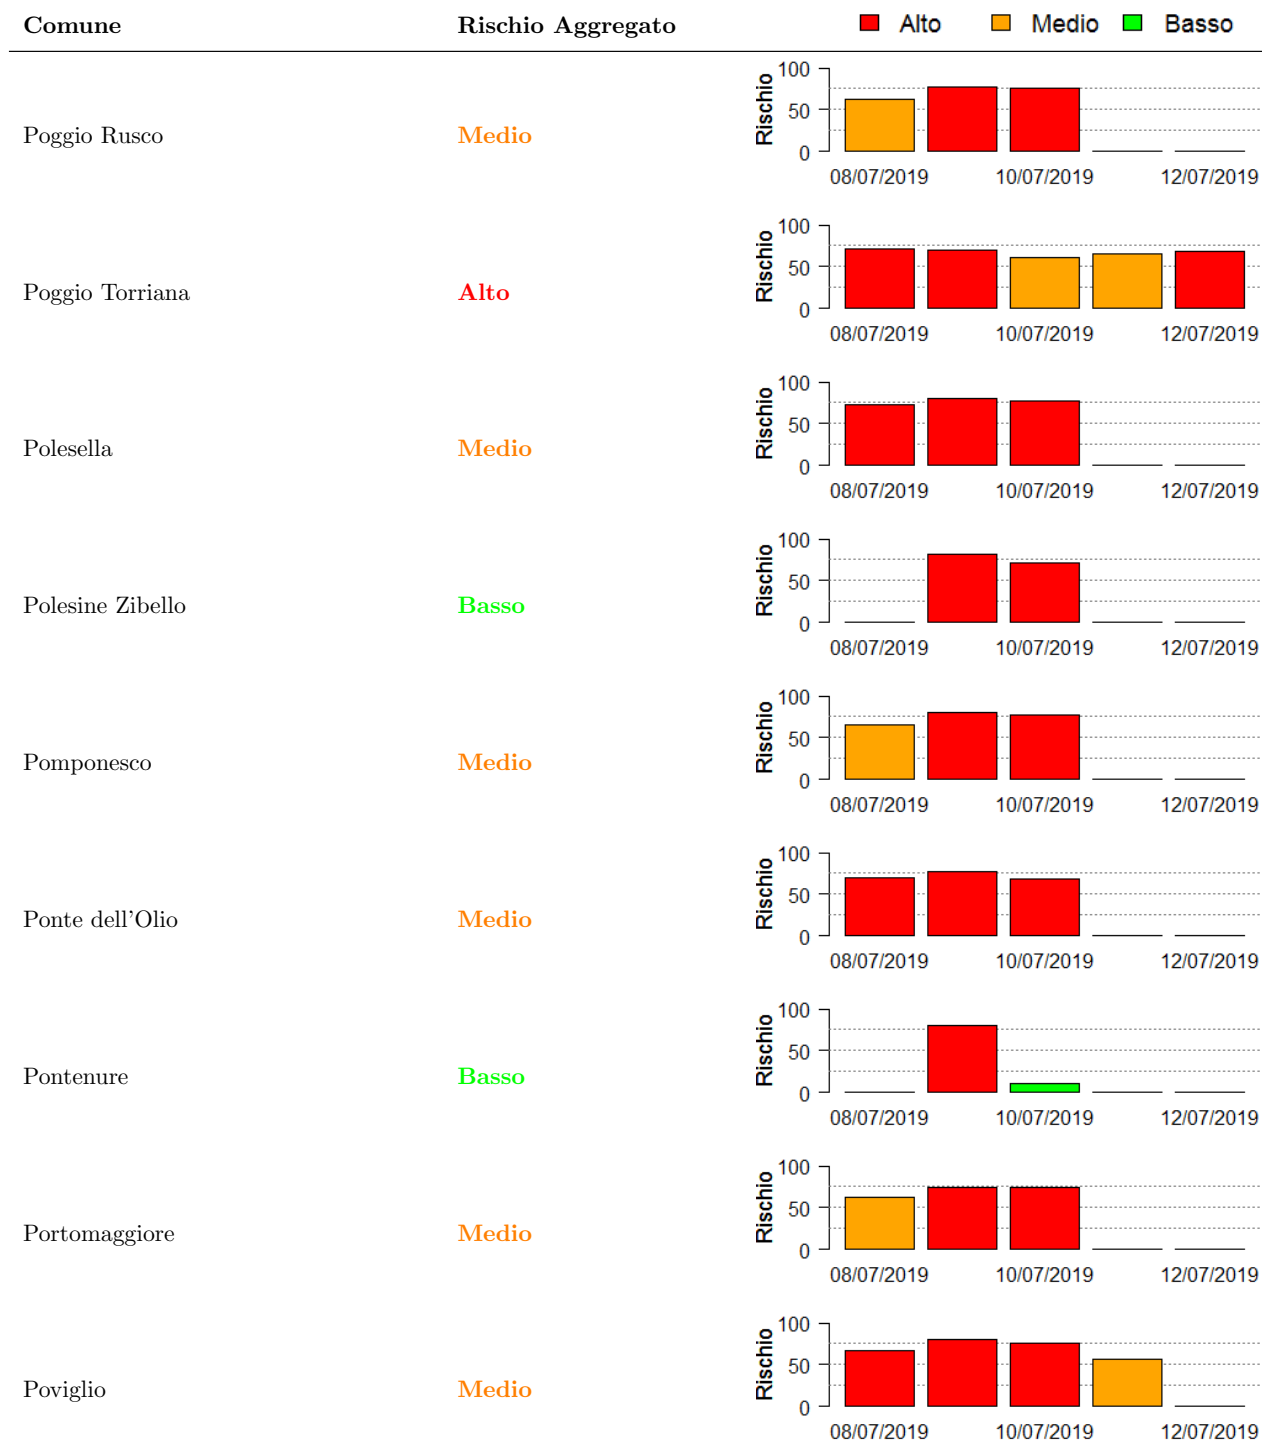 Comune Rischio Aggregato Alto Medio Basso
100
50
0
Rischio
Poggio Rusco Medio
08/07/2019 10/07/2019 12/07/2019
100
50
0
Rischio
Poggio Torriana Alto
08/07/2019 10/07/2019 12/07/2019
100
50
0
Rischio
Polesella Medio
08/07/2019 10/07/2019 12/07/2019
100
50
0
Rischio
Polesine Zibello Basso
08/07/2019 10/07/2019 12/07/2019
100
50
0
Rischio
Pomponesco Medio
08/07/2019 10/07/2019 12/07/2019
100
50
0
Rischio
Ponte dell'Olio Medio
08/07/2019 10/07/2019 12/07/2019
100
50
0
Rischio
Pontenure Basso
08/07/2019 10/07/2019 12/07/2019
100
50
0
Rischio
Portomaggiore Medio
08/07/2019 10/07/2019 12/07/2019
100
50
0
Rischio
Poviglio Medio
08/07/2019 10/07/2019 12/07/2019